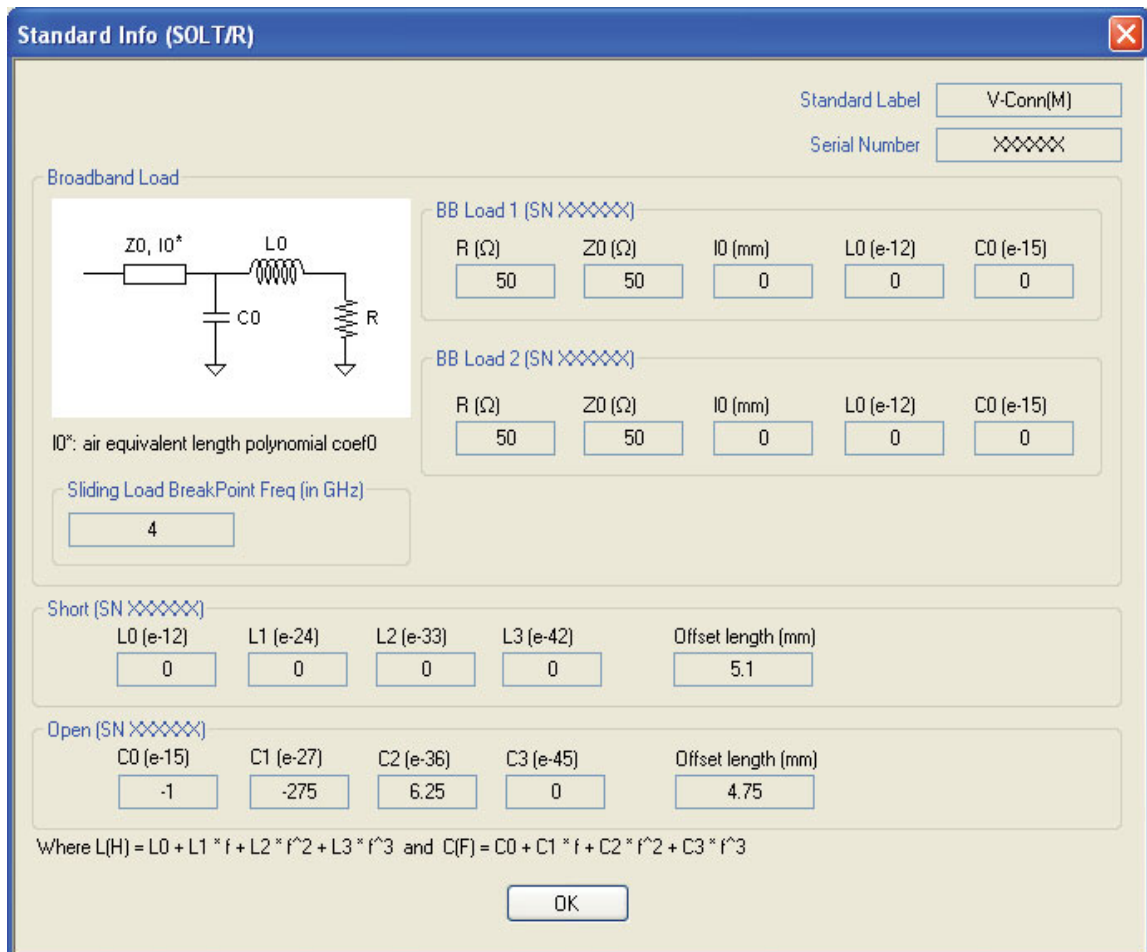 Standard Info (SOLT/R)
Standard Label V-Conn(M)
Serial Number XXXXXX
Broadband Load
Z0, l0*
L0
C0
R
l0*: air equivalent length polynomial coef0
BB Load 1 (SN XXXXXX)
R (Ω) Z0 (Ω) l0 (mm) L0 (e-12) C0 (e-15)
50 50 0 0 0
BB Load 2 (SN XXXXXX)
R (Ω) Z0 (Ω) l0 (mm) L0 (e-12) C0 (e-15)
50 50 0 0 0
Sliding Load BreakPoint Freq (in GHz)
4
Short (SN XXXXXX)
L0 (e-12) L1 (e-24) L2 (e-33) L3 (e-42) Offset length (mm)
0 0 0 0 5.1
Open (SN XXXXXX)
C0 (e-15) C1 (e-27) C2 (e-36) C3 (e-45) Offset length (mm)
-1 -275 6.25 0 4.75
Where L(H) = L0 + L1 * f + L2 * f^2 + L3 * f^3 and C(F) = C0 + C1 * f + C2 * f^2 + C3 * f^3
OK